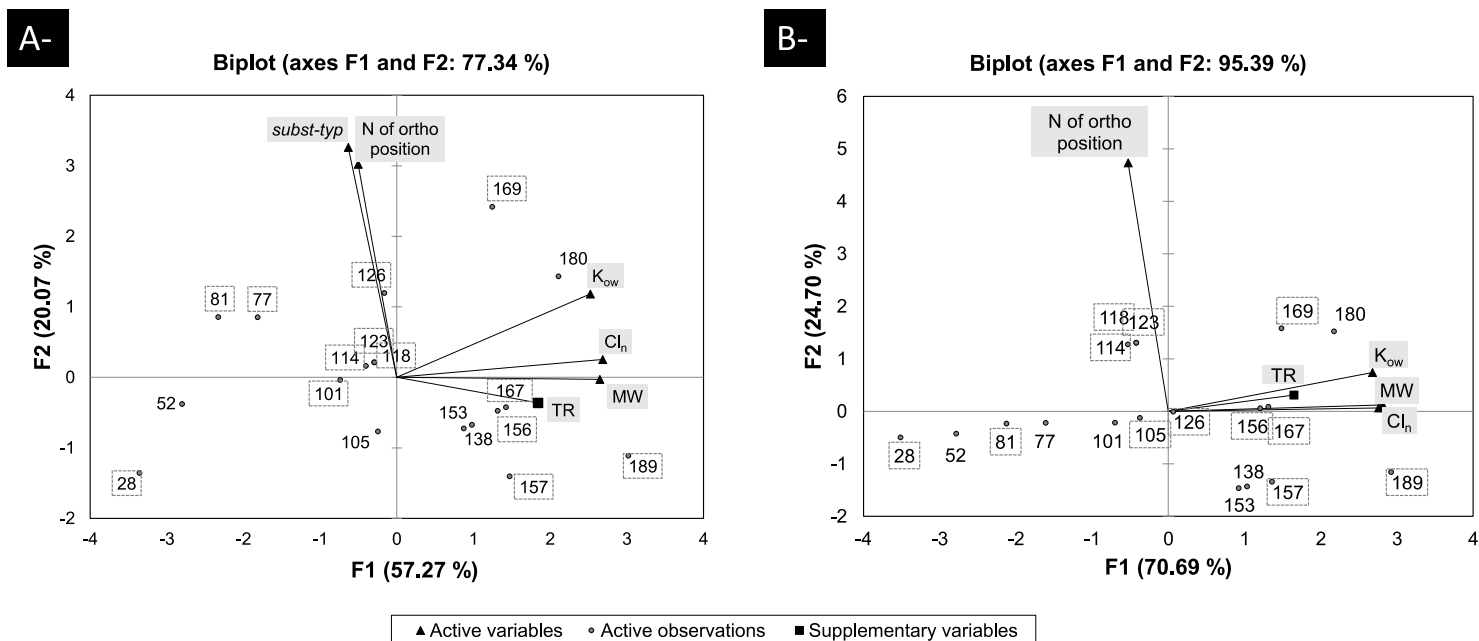 A-
Biplot (axes F1 and F2: 77.34 %)
4
3
2
1
0
-1
-2
F2 (20.07 %)
subst-typ
N of ortho
position
169
180
126
Kow
81
77
123
114
118
Cln
101
MW
52
TR
167
153
138
156
105
189
28
157
-4
-3
-2
-1
0
1
2
3
4
F1 (57.27 %)
B-
Biplot (axes F1 and F2: 95.39 %)
6
5
4
3
2
1
0
-1
-2
F2 (24.70 %)
N of ortho
position
118
123
114
169
180
Kow
TR
MW
Cln
28
52
81
77
101
105
126
156
167
138
153
157
189
-4
-3
-2
-1
0
1
2
3
4
F1 (70.69 %)
Active variables
Active observations
Supplementary variables